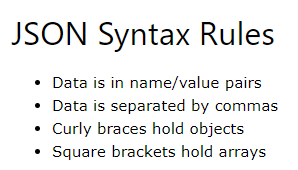 JSON Syntax Rules
Data is in name/value pairs
Data is separated by commas
Curly braces hold objects
Square brackets hold arrays